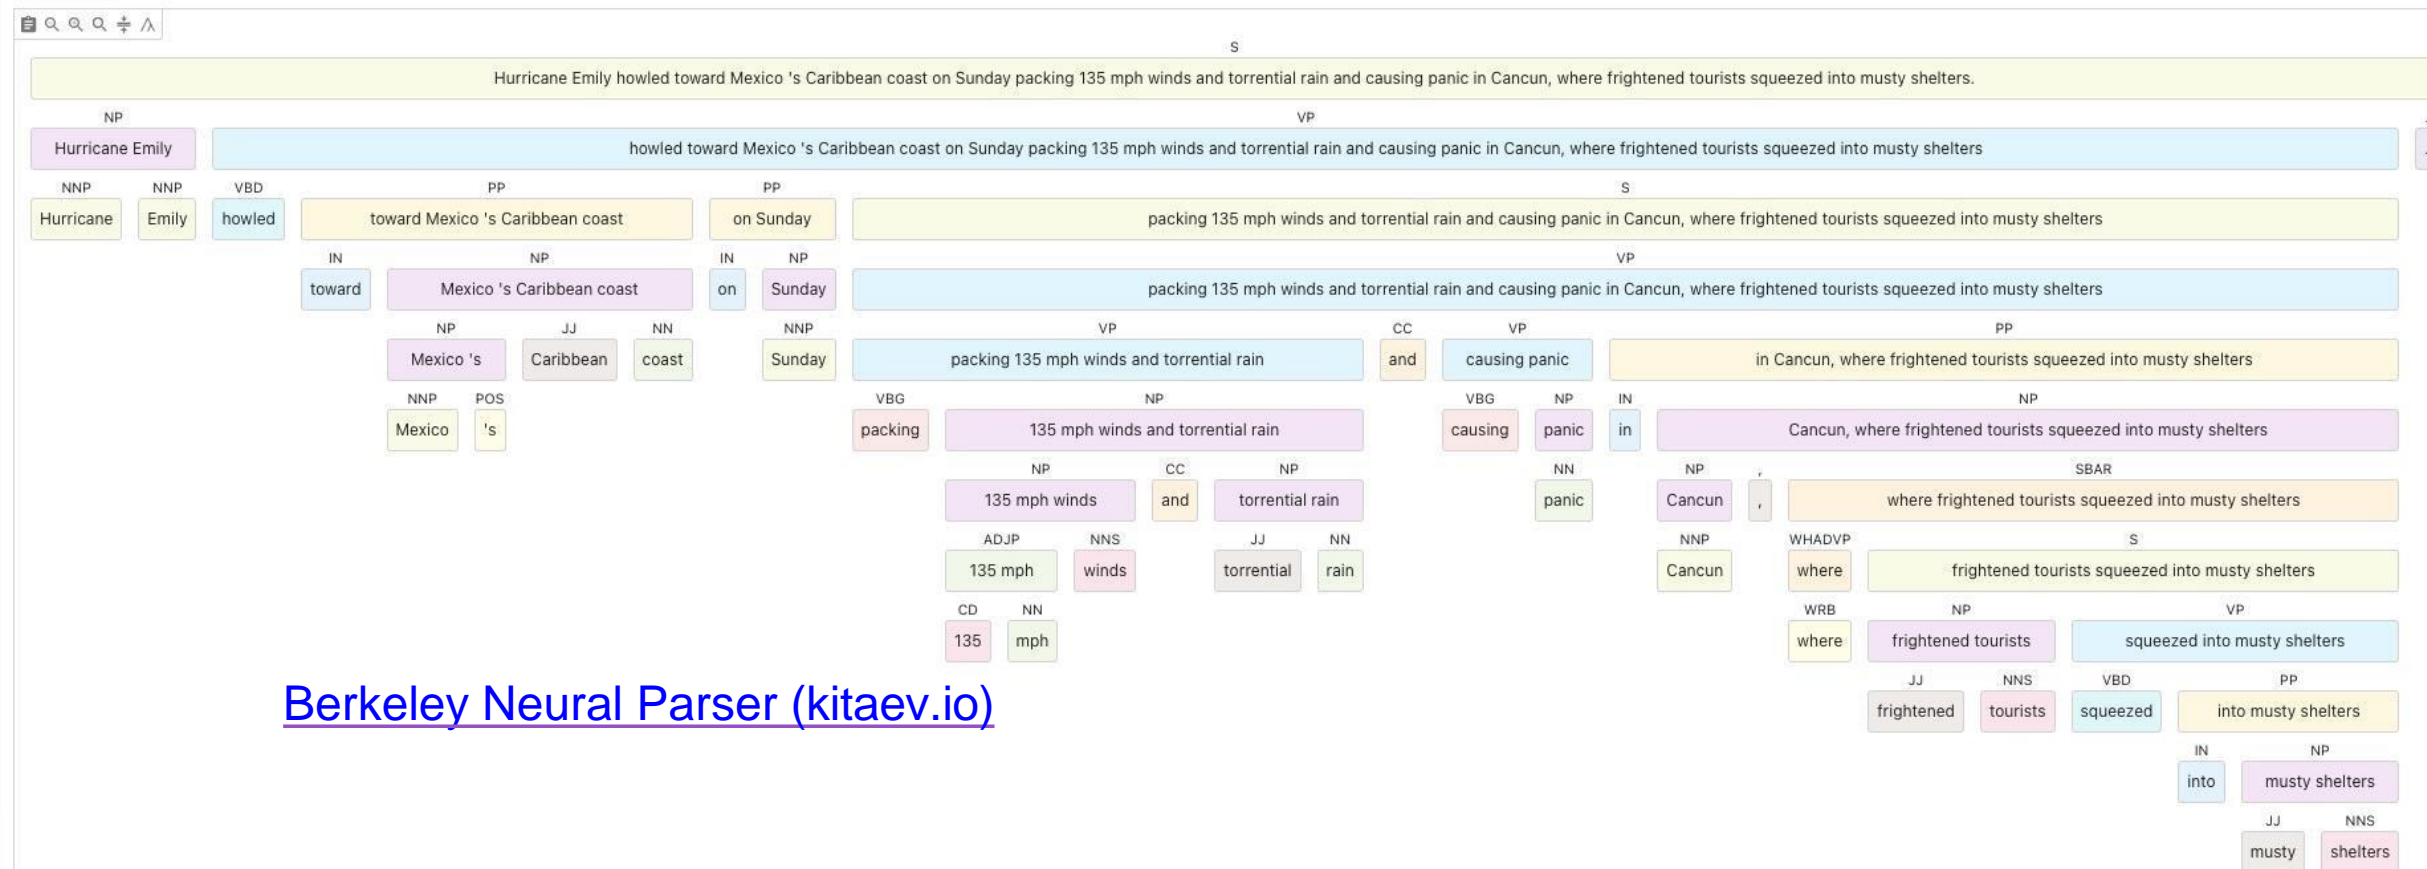 S
Hurricane Emily howled toward Mexico 's Caribbean coast on Sunday packing 135 mph winds and torrential rain and causing panic in Cancun, where frightened tourists squeezed into musty shelters.
NP VP
Hurricane Emily howled toward Mexico 's Caribbean coast on Sunday packing 135 mph winds and torrential rain and causing panic in Cancun, where frightened tourists squeezed into musty shelters
NNP NNP VBD PP PP S
Hurricane Emily howled toward Mexico 's Caribbean coast on Sunday packing 135 mph winds and torrential rain and causing panic in Cancun, where frightened tourists squeezed into musty shelters
IN NP IN NP VP
toward Mexico 's Caribbean coast on Sunday packing 135 mph winds and torrential rain and causing panic in Cancun, where frightened tourists squeezed into musty shelters
NP JJ NN NNP VP CC VP PP
Mexico 's Caribbean coast Sunday packing 135 mph winds and torrential rain and causing panic in Cancun, where frightened tourists squeezed into musty shelters
NNP POS VBG NP VBG NP IN NP
Mexico 's packing 135 mph winds and torrential rain causing panic in Cancun, where frightened tourists squeezed into musty shelters
NP CC NP NN NP , SBAR
135 mph winds and torrential rain panic Cancun , where frightened tourists squeezed into musty shelters
ADJP NNS JJ NN NNP WHADVP S
135 mph winds torrential rain Cancun where frightened tourists squeezed into musty shelters
CD NN WRB NP VP
135 mph where frightened tourists squeezed into musty shelters
JJ NNS VBD PP
frightened tourists squeezed into musty shelters
Berkeley Neural Parser (kitaev.io)
IN NP
into musty shelters
JJ NNS
musty shelters